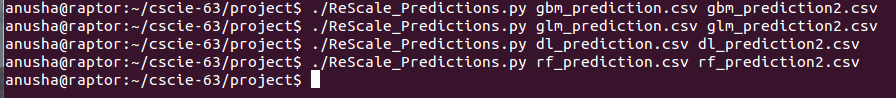 anusha@raptor:~/cscie-63/project$ ./ReScale_Predictions.py gbm_prediction.csv gbm_prediction2.csv
anusha@raptor:~/cscie-63/project$ ./ReScale_Predictions.py glm_prediction.csv glm_prediction2.csv
anusha@raptor:~/cscie-63/project$ ./ReScale_Predictions.py dl_prediction.csv dl_prediction2.csv
anusha@raptor:~/cscie-63/project$ ./ReScale_Predictions.py rf_prediction.csv rf_prediction2.csv
anusha@raptor:~/cscie-63/project$